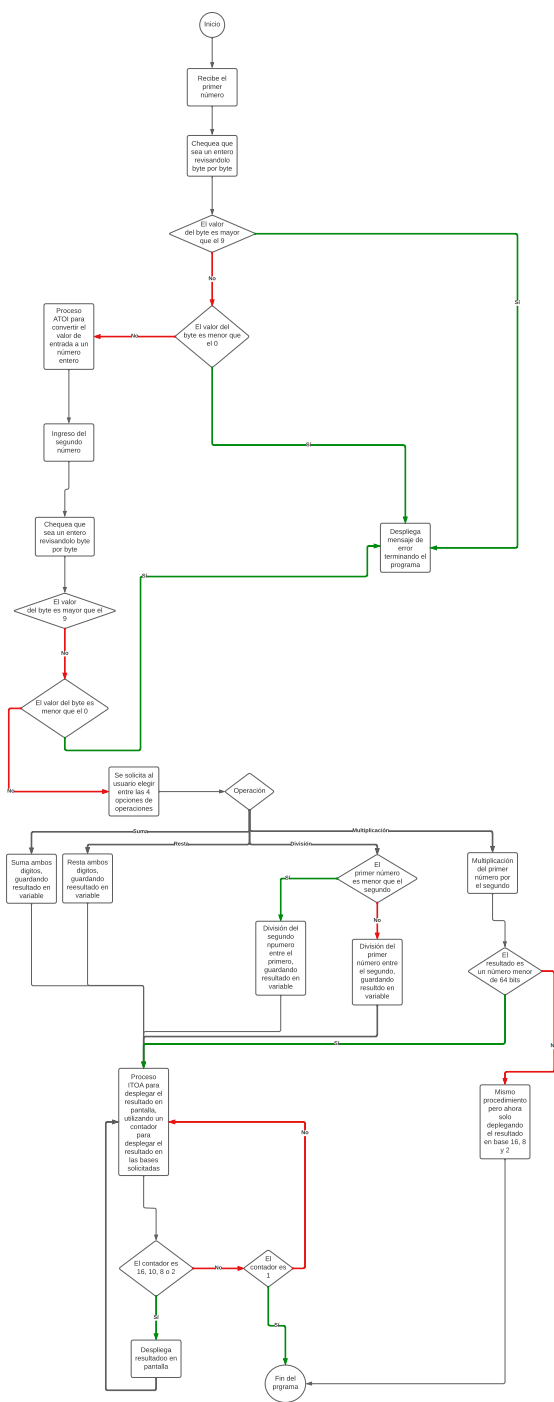 Inicio
Recibe el
primer
número
Chequea que
sea un entero
revisandolo
byte por byte
El valor
del byte es mayor
que el 9
Si
No
El valor del
byte es menor que
el 0
No
Proceso
ATOI para
convertir el
valor de
entrada a un
número
entero
Si
Ingreso del
segundo
número
Chequea que
sea un entero
revisandolo byte
por byte
Despliega
mensaje de
error
terminando el
programa
Si
El valor
del byte es mayor que el
9
No
El valor del byte es
menor que el 0
No
Se solicita al
usuario elegir
entre las 4
opciones de
operaciones
Operación
Suma
Resta
División
Multiplicación
Suma ambos
digitos,
guardando
resultado en
variable
Resta ambos
digitos,
guardando
reesultado en
variable
El
primer número
es menor que el
segundo
Multiplicación
del primer
número por
el segundo
Si
No
División del
segundo
npumero
entre el
primero,
guardando
resultado en
variable
División del
primer
número entre
el segundo,
guardando
resultdo en
variable
El
resultado es
un número menor
de 64 bits
Si
N
Proceso
ITOA para
desplegar el
resultado en
pantalla,
utilizando un
contador
para
desplegar el
resultado en
las bases
solicitadas
Mismo
procedimiento
pero ahora
solo
deplegando
el resultado
en base 16, 8
y 2
No
El contador es
16, 10, 8 o 2
No
El
contador es
1
Si
Si
Despliega
resultadoo en
pantalla
Fin del
prgrama